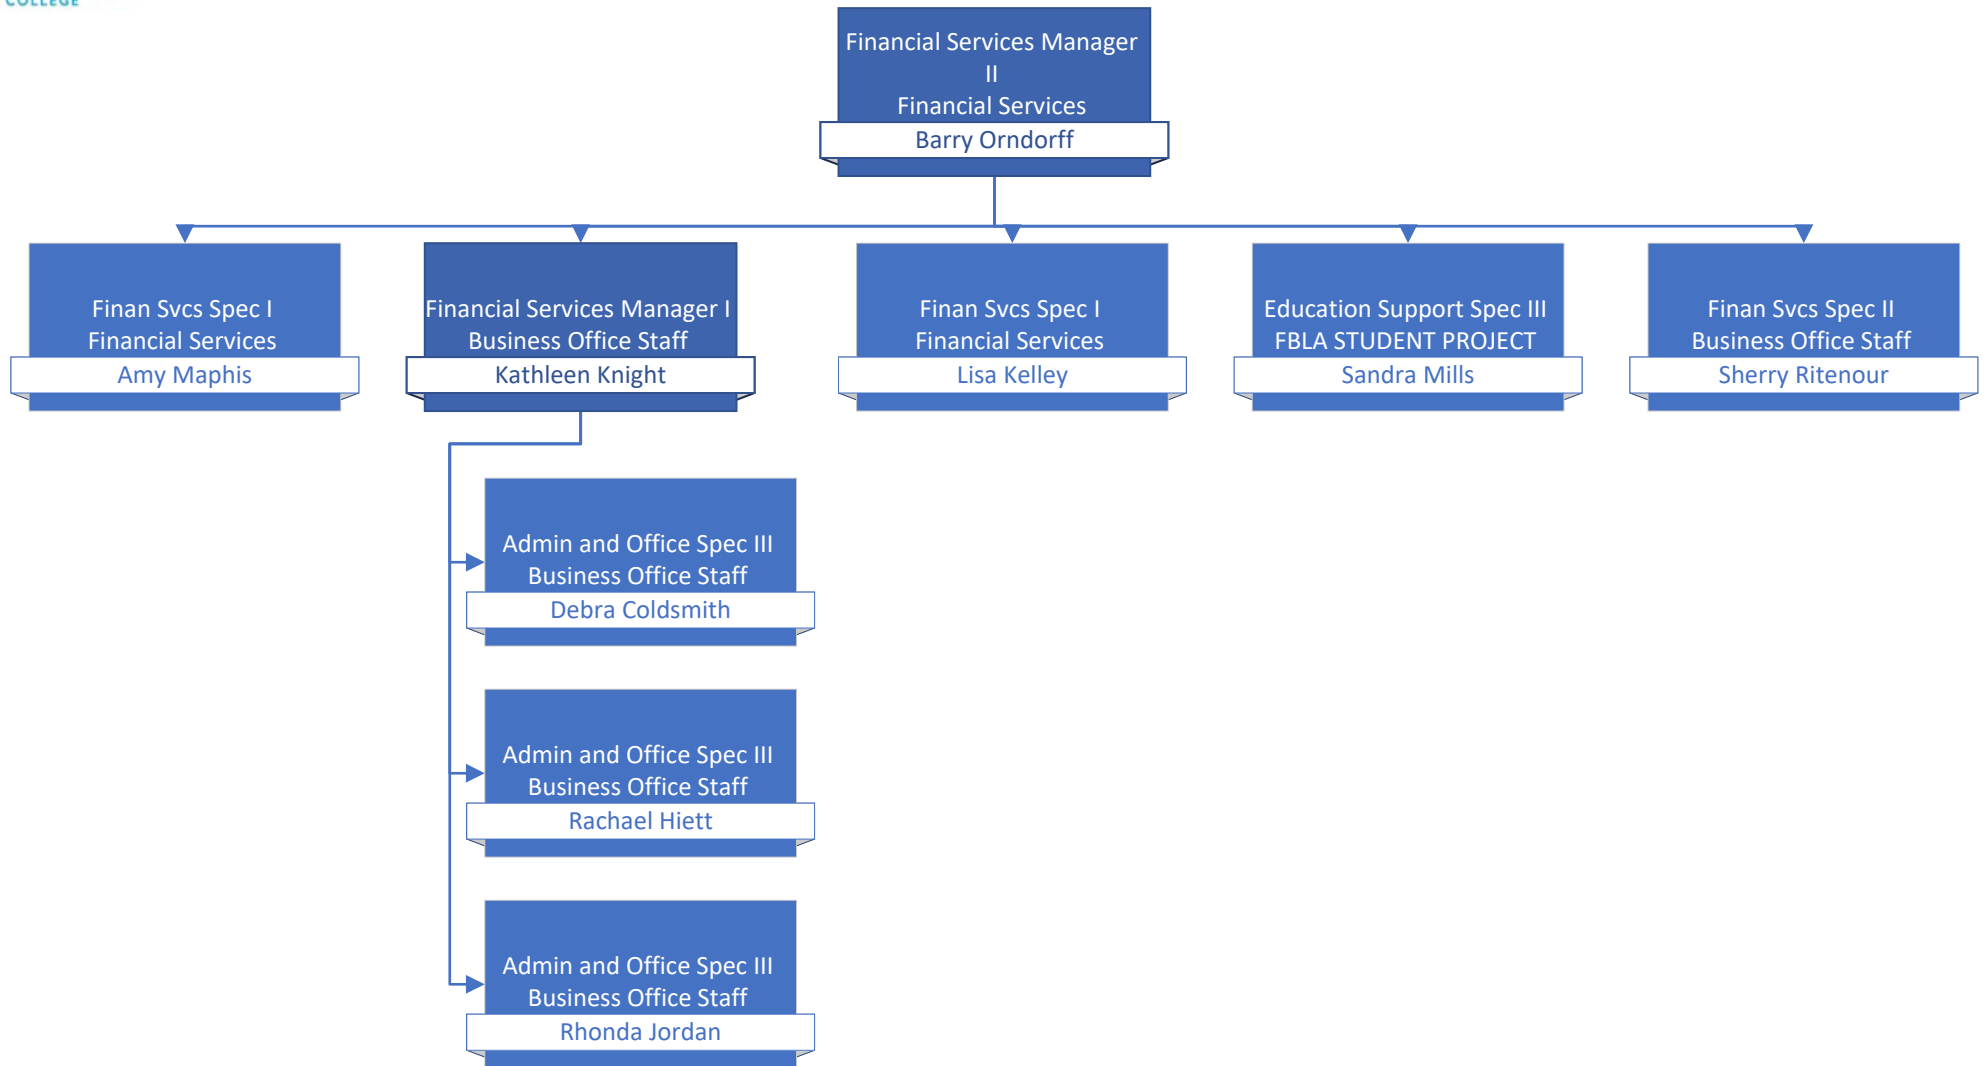 COLLEGE
Financial Services Manager
II
Financial Services
Barry Orndorff
Finan Svcs Spec I
Financial Services
Amy Maphis
Financial Services Manager I
Business Office Staff
Kathleen Knight
Finan Svcs Spec I
Financial Services
Lisa Kelley
Education Support Spec III
FBLA STUDENT PROJECT
Sandra Mills
Finan Svcs Spec II
Business Office Staff
Sherry Ritenour
Admin and Office Spec III
Business Office Staff
Debra Coldsmith
Admin and Office Spec III
Business Office Staff
Rachael Hiett
Admin and Office Spec III
Business Office Staff
Rhonda Jordan